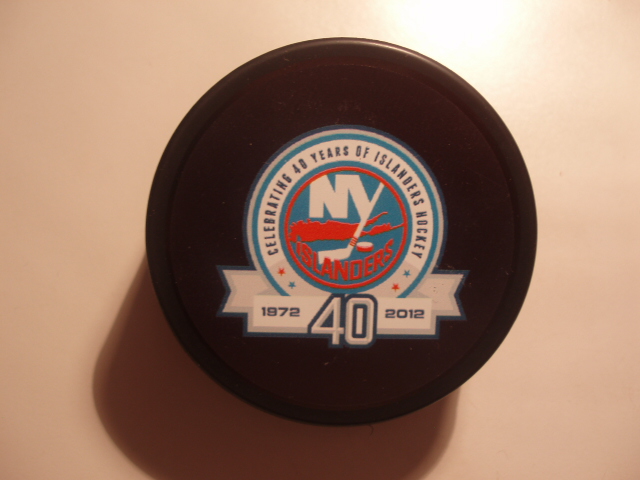 CELEBRATING 40 YEARS OF ISLANDERS HOCKEY
NY
ISLANDERS
1972 40 2012